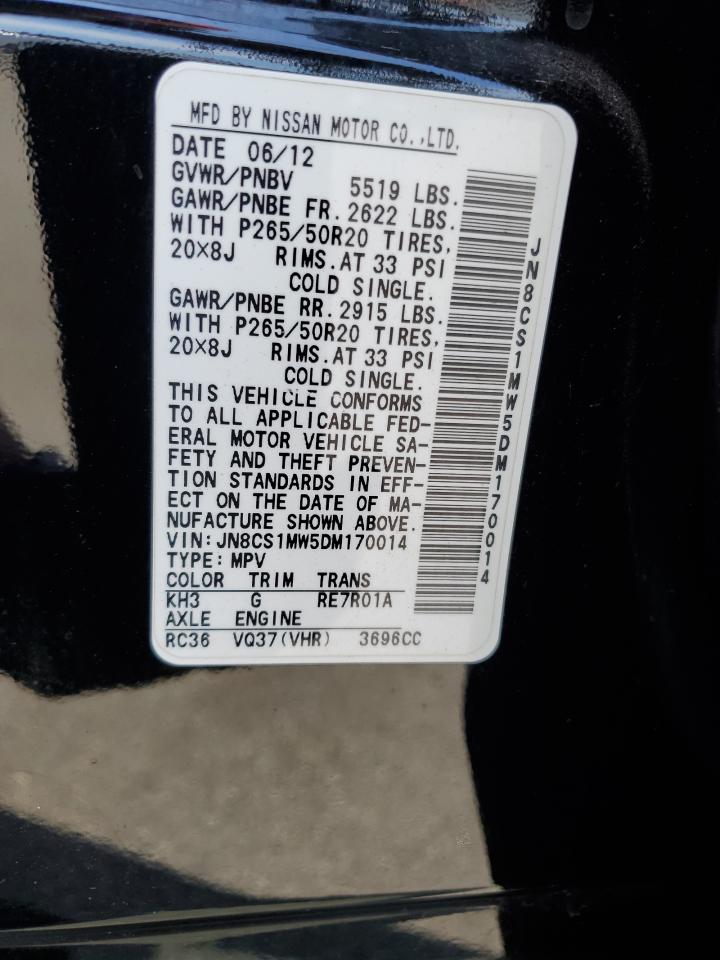 MFD BY NISSAN MOTOR CO.,LTD.
DATE 06/12
GVWR/PNBV 5519 LBS.
GAWR/PNBE FR. 2622 LBS.
WITH P265/50R20 TIRES,
20×8J RIMS. AT 33 PSI
COLD SINGLE.
GAWR/PNBE RR. 2915 LBS.
WITH P265/50R20 TIRES,
20×8J RIMS. AT 33 PSI
COLD SINGLE.
THIS VEHICLE CONFORMS
TO ALL APPLICABLE FED-
ERAL MOTOR VEHICLE SA-
FETY AND THEFT PREVEN-
TION STANDARDS IN EFF-
ECT ON THE DATE OF MA-
NUFACTURE SHOWN ABOVE.
VIN: JN8CS1MW5DM170014
TYPE: MPV
COLOR TRIM TRANS
KH3 G RE7R01A
AXLE ENGINE
RC36 VQ37(VHR) 3696CC
JN8CS1MW5DM170014